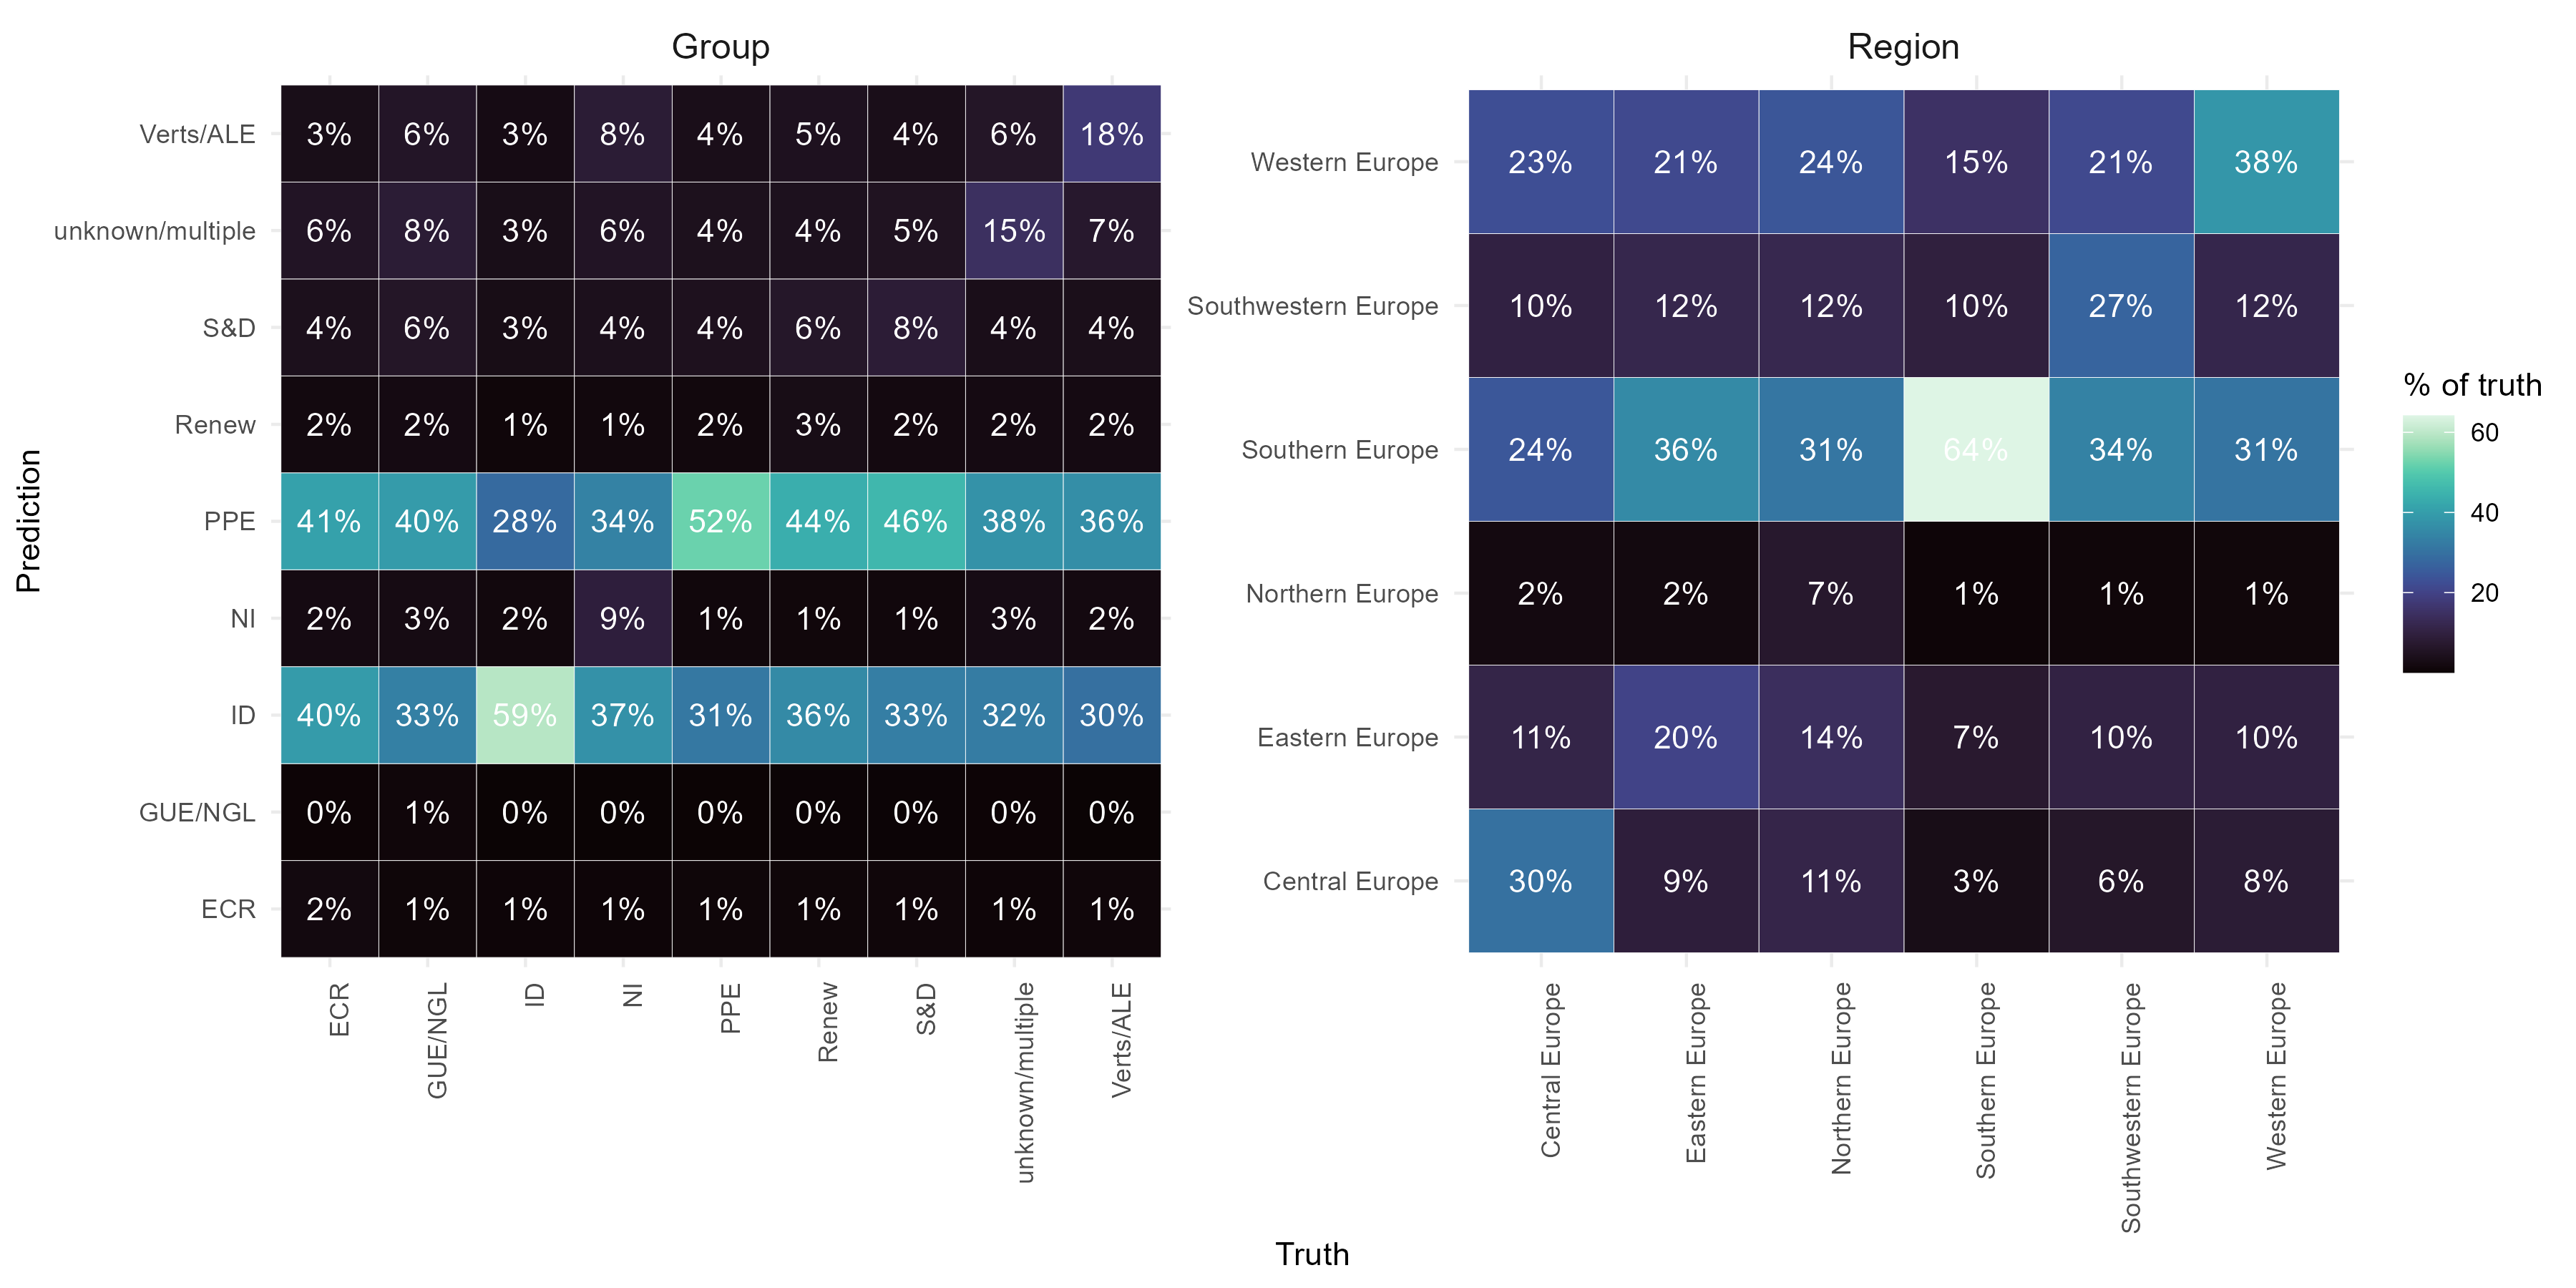 Group
Region
Prediction
Verts/ALE 3% 6% 3% 8% 4% 5% 4% 6% 18%
unknown/multiple 6% 8% 3% 6% 4% 4% 5% 15% 7%
S&D 4% 6% 3% 4% 4% 6% 8% 4% 4%
Renew 2% 2% 1% 1% 2% 3% 2% 2% 2%
PPE 41% 40% 28% 34% 52% 44% 46% 38% 36%
NI 2% 3% 2% 9% 1% 1% 1% 3% 2%
ID 40% 33% 59% 37% 31% 36% 33% 32% 30%
GUE/NGL 0% 1% 0% 0% 0% 0% 0% 0% 0%
ECR 2% 1% 1% 1% 1% 1% 1% 1% 1%
ECR GUE/NGL ID NI PPE Renew S&D unknown/multiple Verts/ALE
Western Europe 23% 21% 24% 15% 21% 38%
Southwestern Europe 10% 12% 12% 10% 27% 12%
Southern Europe 24% 36% 31% 64% 34% 31%
Northern Europe 2% 2% 7% 1% 1% 1%
Eastern Europe 11% 20% 14% 7% 10% 10%
Central Europe 30% 9% 11% 3% 6% 8%
Central Europe Eastern Europe Northern Europe Southern Europe Southwestern Europe Western Europe
% of truth
60
40
20
Truth